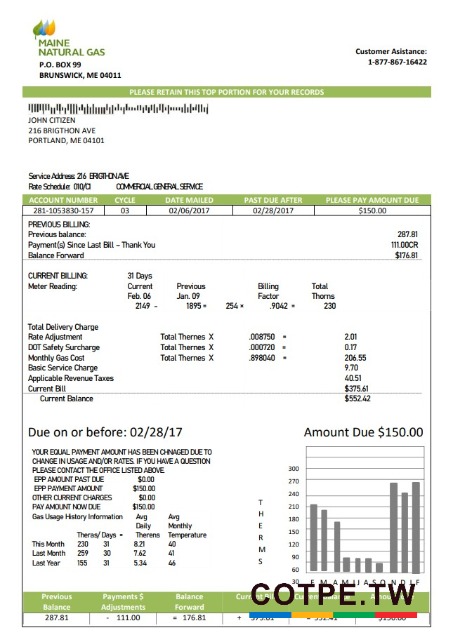 MAINE
NATURAL GAS
P.O. BOX 99
BRUNSWICK, ME 04011
Customer Asistance:
1-877-867-16422
PLEASE RETAIN THIS TOP PORTION FOR YOUR RECORDS
JOHN CITIZEN
216 BRIGTHON AVE
PORTLAND, ME 04101
Service Address: 216 BRIGTHON AVE
Rate Schedule: 010/CI COMMERCIAL GENERAL SERVICE
ACCOUNT NUMBER CYCLE DATE MAILED PAST DUE AFTER PLEASE PAY AMOUNT DUE
281-1053830-157 03 02/06/2017 02/28/2017 $150.00
PREVIOUS BILLING:
Previous balance: 287.81
Payment(s) Since Last Bill – Thank You 111.00CR
Balance Forward $176.81
CURRENT BILLING: 31 Days
Meter Reading: Current Previous Billing Total
Feb. 06 Jan. 09 Factor Thorns
2149 - 1895 = 254 × .9042 = 230
Total Delivery Charge
Rate Adjustment Total Thernes X .008750 = 2.01
DOT Safety Surcharge Total Thernes X .000720 = 0.17
Monthly Gas Cost Total Thernes X .898040 = 206.55
Basic Service Charge 9.70
Applicable Revenue Taxes 40.51
Current Bill $375.61
Current Balance $552.42
Due on or before: 02/28/17 Amount Due $150.00
YOUR EQUAL PAYMENT AMOUNT HAS BEEN CHNAGED DUE TO
CHANGE IN USAGE AND/OR RATES. IF YOU HAVE A QUESTION
PLEASE CONTACT THE OFFICE LISTED ABOVE.
EPP AMOUNT PAST DUE $0.00
EPP PAYMENT AMOUNT $150.00
OTHER CURRENT CHARGES $0.00
PAY AMOUNT NOW DUE $150.00
Gas Usage History Information Avg Avg
Daily Monthly
Therns/ Days = Therens Temperature
This Month 230 31 8.21 40
Last Month 259 30 7.62 41
Last Year 155 31 5.34 46
THERMS
300
270
240
210
180
150
120
90
60
30 F M A M J J A S O N D J F
COTPE.TW
Previous Payments $ Balance Current
Balance Adjustments Forward
287.81 - 111.00 = 176.81 +